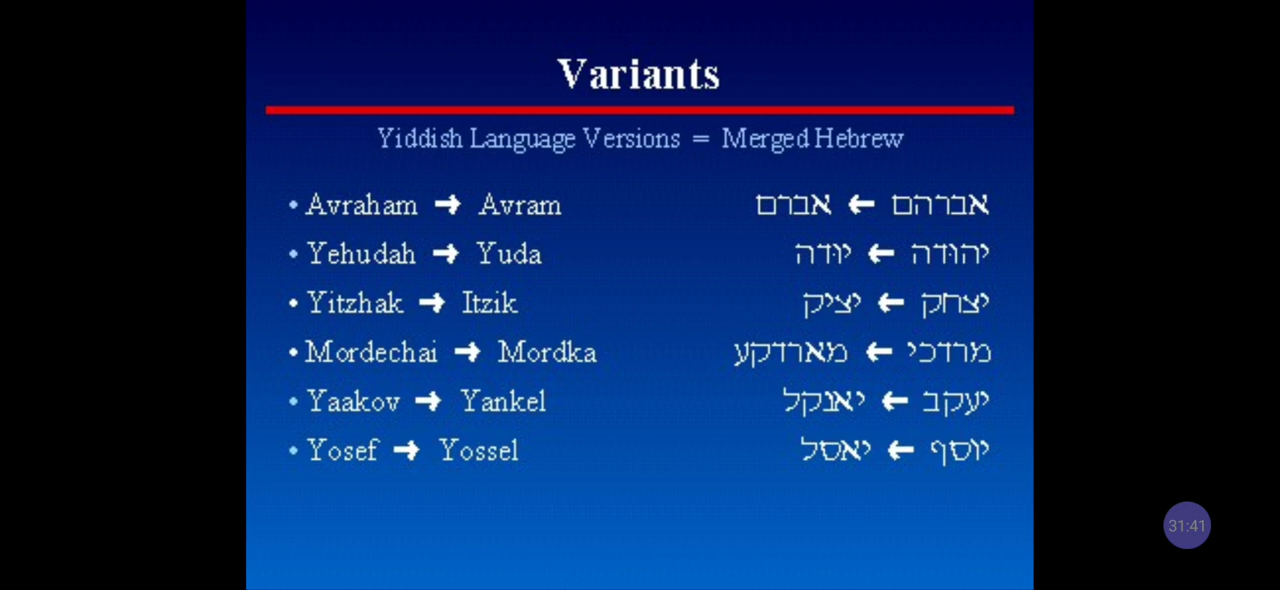 Variants
Yiddish Language Versions = Merged Hebrew
• Avraham → Avram אברהם ← אברם
• Yehudah → Yuda יהודה ← יודה
• Yitzhak → Itzik יצחק ← יציק
• Mordechai → Mordka מרדכי ← מארדקע
• Yaakov → Yankel יעקב ← יאנקל
• Yosef → Yossel יוסף ← יאסל
31:41